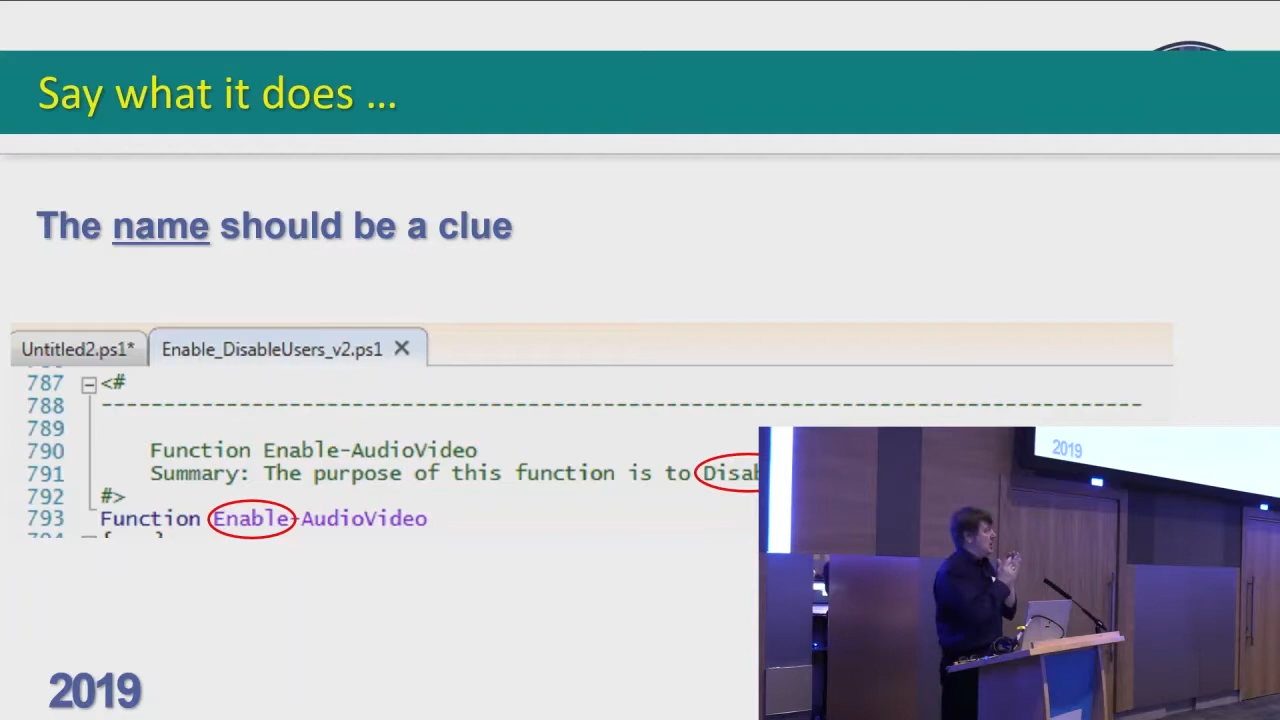 Say what it does ...
The name should be a clue
Untitled2.ps1* Enable_DisableUsers_v2.ps1
787 <#
788 --------------------------------------------------------------------------------
789
790 Function Enable-AudioVideo
791 Summary: The purpose of this function is to Disab
792 #>
793 Function Enable-AudioVideo
2019
2019